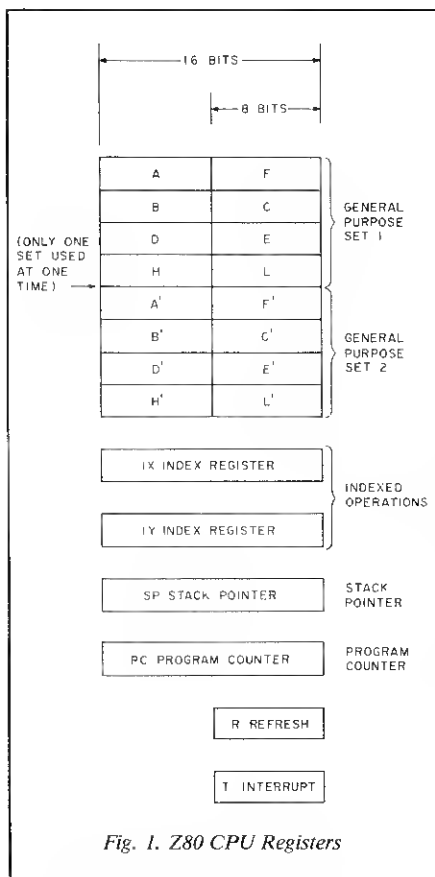 16 BITS
8 BITS
A F
B C
D E
H L
A' F'
B' C'
D' E'
H' L'
GENERAL
PURPOSE
SET 1
(ONLY ONE
SET USED
AT ONE
TIME)
GENERAL
PURPOSE
SET 2
IX INDEX REGISTER
IY INDEX REGISTER
INDEXED
OPERATIONS
SP STACK POINTER
STACK
POINTER
PC PROGRAM COUNTER
PROGRAM
COUNTER
R REFRESH
I INTERRUPT
Fig. 1. Z80 CPU Registers